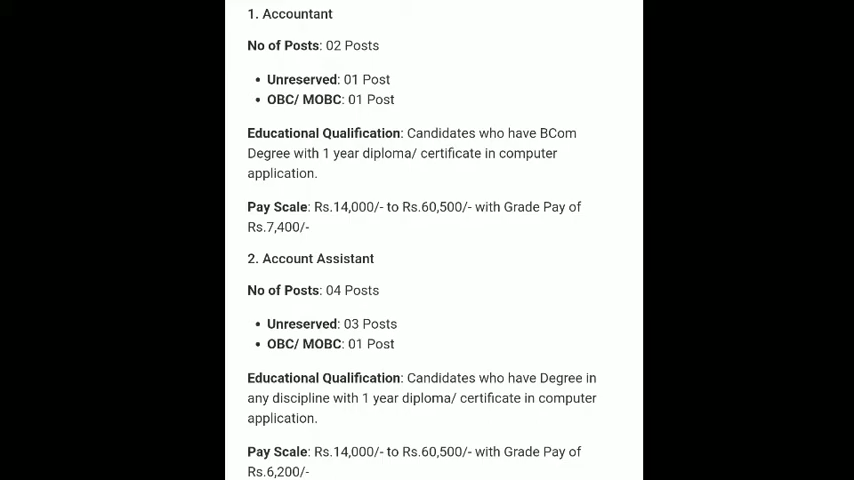 1. Accountant
No of Posts: 02 Posts
• Unreserved: 01 Post
• OBC/ MOBC: 01 Post
Educational Qualification: Candidates who have BCom
Degree with 1 year diploma/ certificate in computer
application.
Pay Scale: Rs.14,000/- to Rs.60,500/- with Grade Pay of
Rs.7,400/-
2. Account Assistant
No of Posts: 04 Posts
• Unreserved: 03 Posts
• OBC/ MOBC: 01 Post
Educational Qualification: Candidates who have Degree in
any discipline with 1 year diploma/ certificate in computer
application.
Pay Scale: Rs.14,000/- to Rs.60,500/- with Grade Pay of
Rs.6,200/-